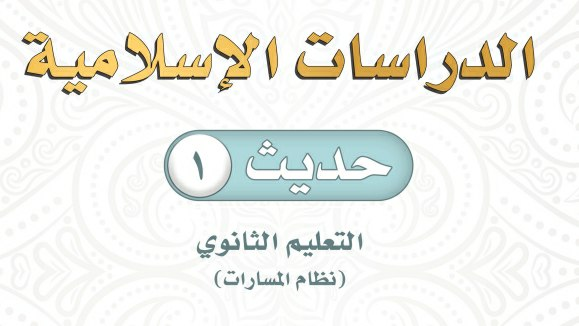 الدراسات الإسلامية
حديث ١
التعليم الثانوي
(نظام المسارات)